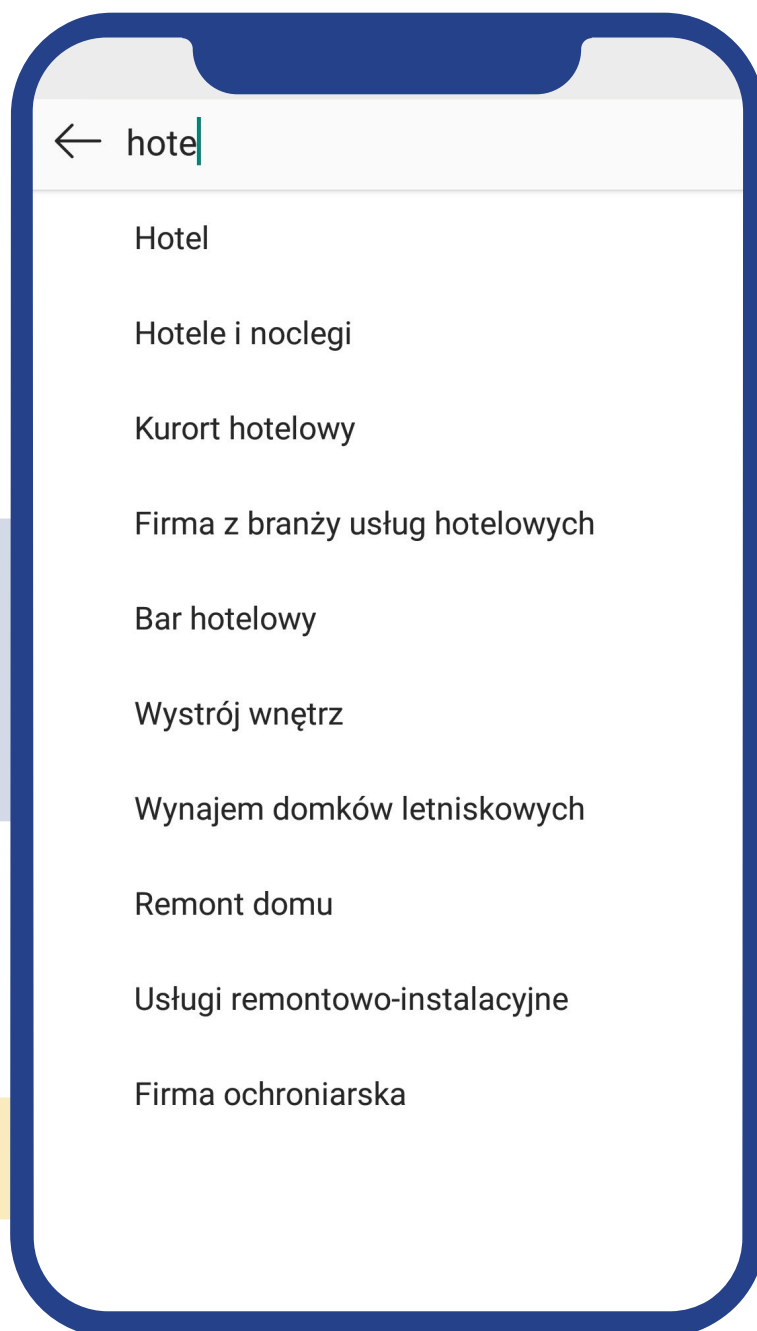 hote
Hotel
Hotele i noclegi
Kurort hotelowy
Firma z branży usług hotelowych
Bar hotelowy
Wystrój wnętrz
Wynajem domków letniskowych
Remont domu
Usługi remontowo-instalacyjne
Firma ochroniarska